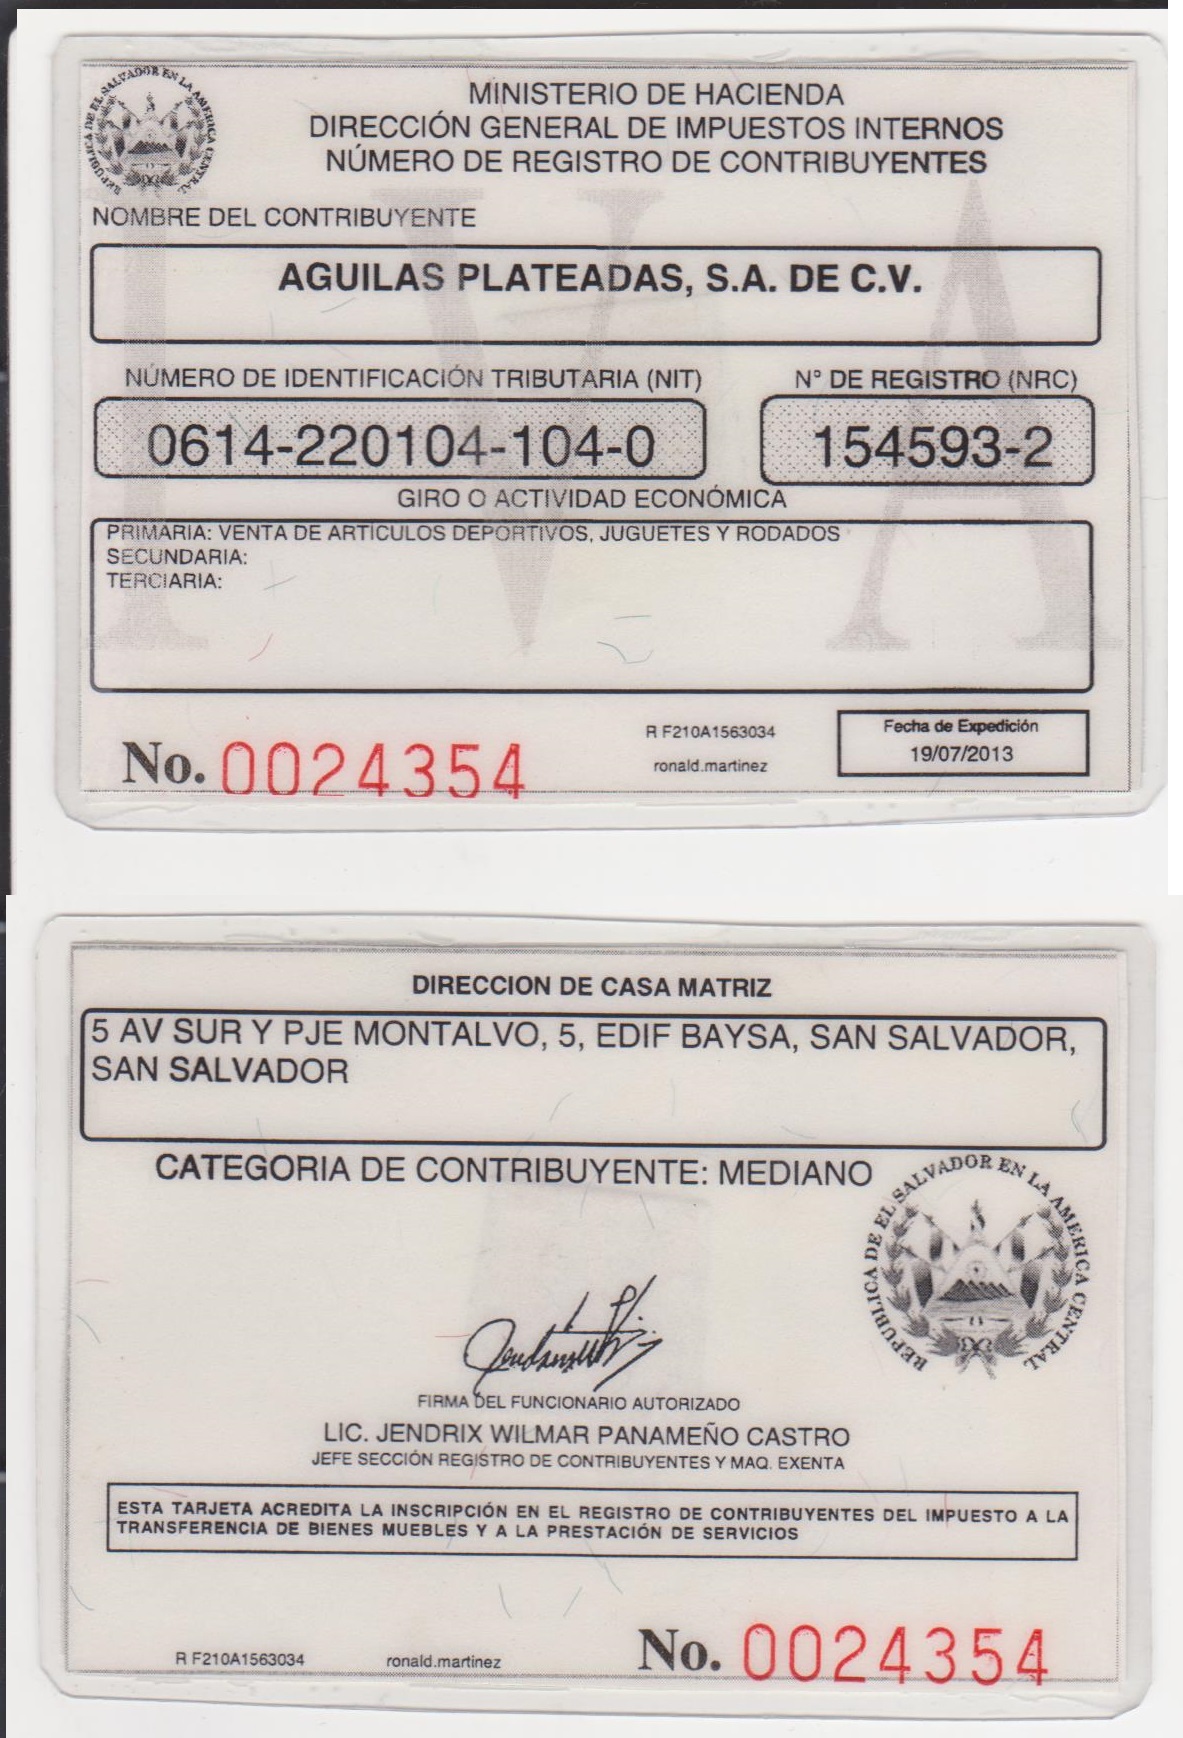 REPUBLICA DE EL SALVADOR EN LA AMERICA CENTRAL
MINISTERIO DE HACIENDA
DIRECCIÓN GENERAL DE IMPUESTOS INTERNOS
NÚMERO DE REGISTRO DE CONTRIBUYENTES
IVA
NOMBRE DEL CONTRIBUYENTE
AGUILAS PLATEADAS, S.A. DE C.V.
NÚMERO DE IDENTIFICACIÓN TRIBUTARIA (NIT) N° DE REGISTRO (NRC)
0614-220104-104-0 154593-2
GIRO O ACTIVIDAD ECONÓMICA
PRIMARIA: VENTA DE ARTICULOS DEPORTIVOS, JUGUETES Y RODADOS
SECUNDARIA:
TERCIARIA:
No. 0024354
R F210A1563034
ronald.martinez
Fecha de Expedición
19/07/2013
DIRECCION DE CASA MATRIZ
5 AV SUR Y PJE MONTALVO, 5, EDIF BAYSA, SAN SALVADOR,
SAN SALVADOR
CATEGORIA DE CONTRIBUYENTE: MEDIANO
REPUBLICA DE EL SALVADOR EN LA AMERICA CENTRAL
FIRMA DEL FUNCIONARIO AUTORIZADO
LIC. JENDRIX WILMAR PANAMEÑO CASTRO
JEFE SECCIÓN REGISTRO DE CONTRIBUYENTES Y MAQ. EXENTA
ESTA TARJETA ACREDITA LA INSCRIPCIÓN EN EL REGISTRO DE CONTRIBUYENTES DEL IMPUESTO A LA
TRANSFERENCIA DE BIENES MUEBLES Y A LA PRESTACIÓN DE SERVICIOS
R F210A1563034 ronald.martinez No. 0024354